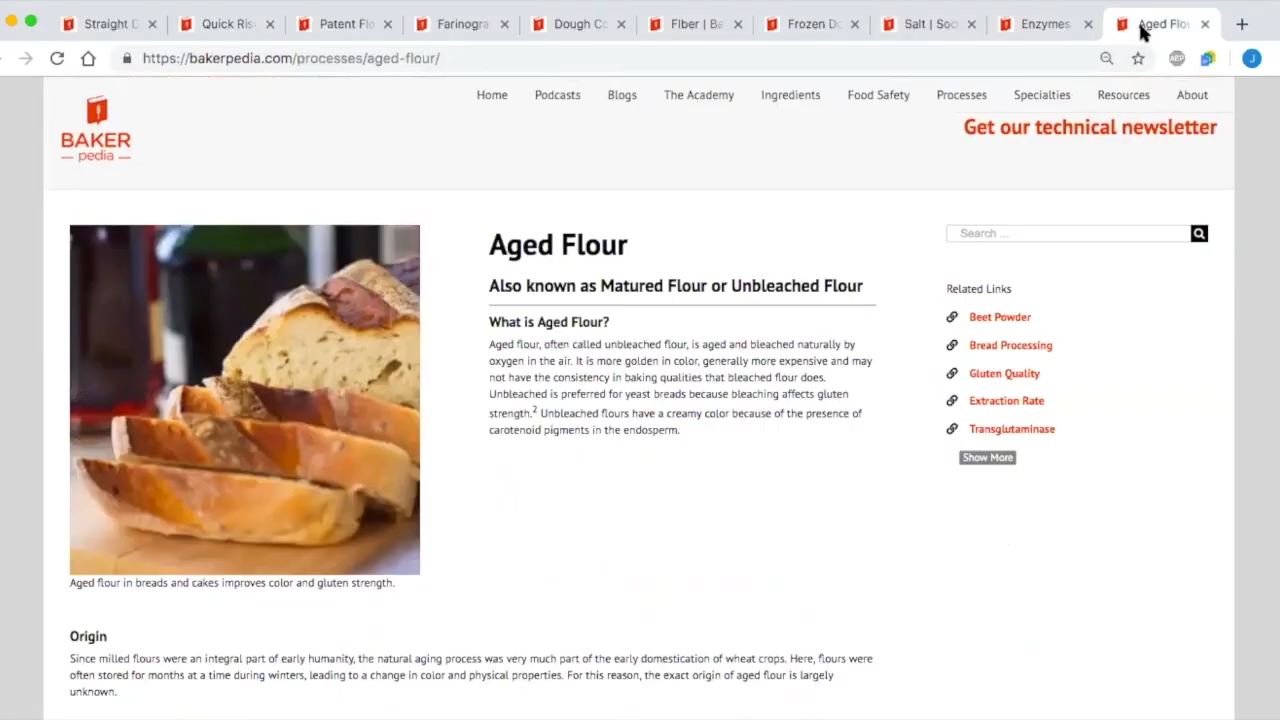 Straight D
Quick Ris
Patent Flo
Farinogra
Dough Co
Fiber | Ba
Frozen Do
Salt | Soc
Enzymes
Aged Flou
https://bakerpedia.com/processes/aged-flour/
ABP
J
BAKER
pedia
Home Podcasts Blogs The Academy Ingredients Food Safety Processes Specialties Resources About
Get our technical newsletter
Aged Flour
Also known as Matured Flour or Unbleached Flour
What is Aged Flour?
Aged flour, often called unbleached flour, is aged and bleached naturally by
oxygen in the air. It is more golden in color, generally more expensive and may
not have the consistency in baking qualities that bleached flour does.
Unbleached is preferred for yeast breads because bleaching affects gluten
strength.2 Unbleached flours have a creamy color because of the presence of
carotenoid pigments in the endosperm.
Search ...
Related Links
Beet Powder
Bread Processing
Gluten Quality
Extraction Rate
Transglutaminase
Show More
Aged flour in breads and cakes improves color and gluten strength.
Origin
Since milled flours were an integral part of early humanity, the natural aging process was very much part of the early domestication of wheat crops. Here, flours were
often stored for months at a time during winters, leading to a change in color and physical properties. For this reason, the exact origin of aged flour is largely
unknown.